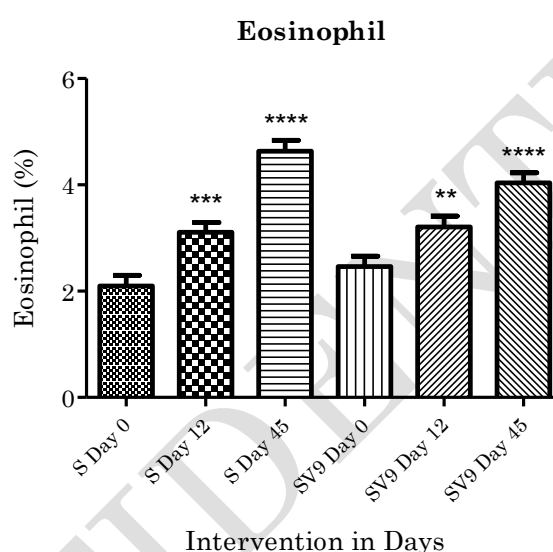 Eosinophil
6
4
2
0
Eosinophil (%)
***
****
**
****
S Day 0
S Day 12
S Day 45
SV9 Day 0
SV9 Day 12
SV9 Day 45
Intervention in Days